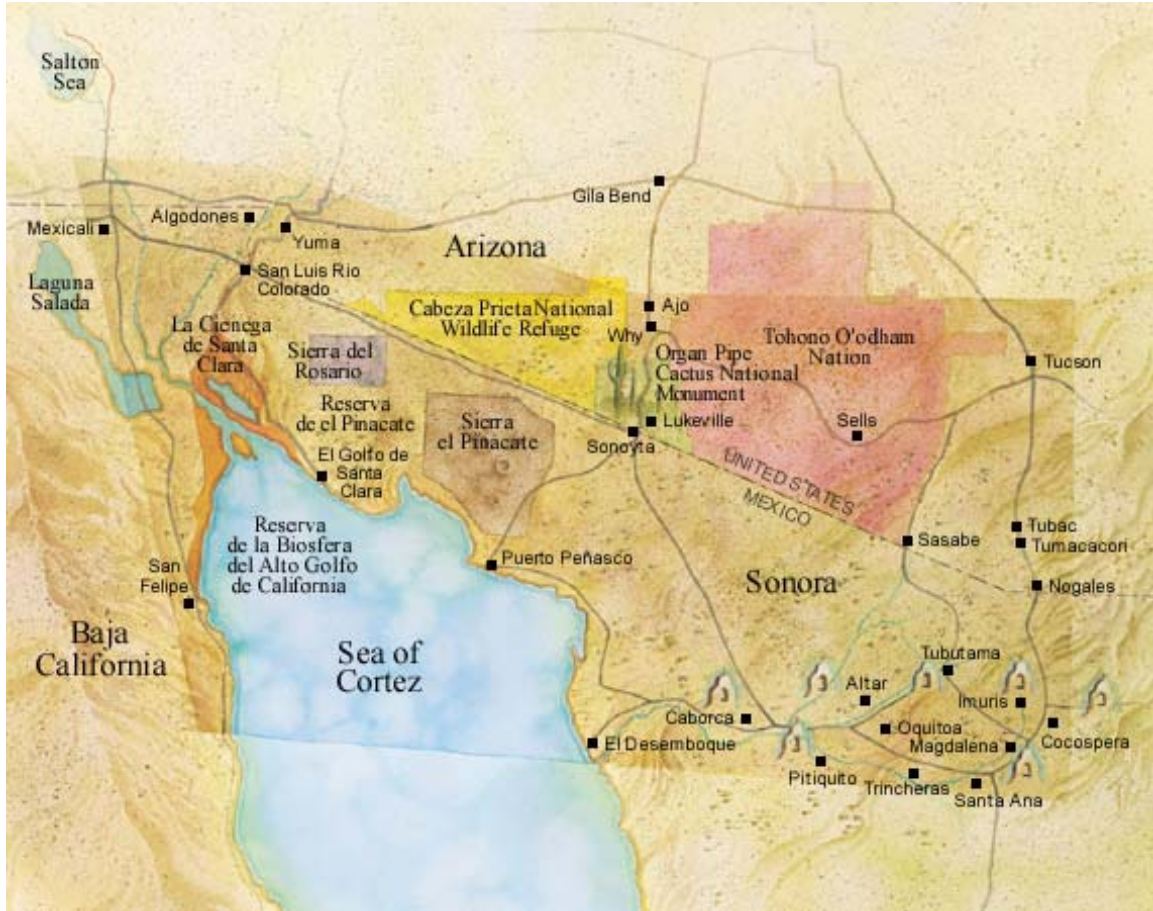 Salton
Sea
Gila Bend
Algodones
Mexicali
Yuma
Arizona
San Luis Rio
Colorado
Laguna
Salada
Cabeza Prieta National
Wildlife Refuge
Ajo
Why
La Cienega
de Santa
Clara
Sierra del
Rosario
Organ Pipe
Cactus National
Monument
Tohono O'odham
Nation
Tucson
Reserva
de el Pinacate
Sierra
el Pinacate
Lukeville
Sells
Sonoyta
El Golfo de
Santa
Clara
UNITED STATES
MEXICO
Reserva
de la Biosfera
del Alto Golfo
de California
Tubac
Tumacacori
Sasabe
Puerto Peñasco
San
Felipe
Sonora
Nogales
Baja
California
Sea of
Cortez
Tubutama
Altar
Imuris
Caborca
Oquitoa
Cocospera
El Desemboque
Magdalena
Pitiquito
Trincheras
Santa Ana